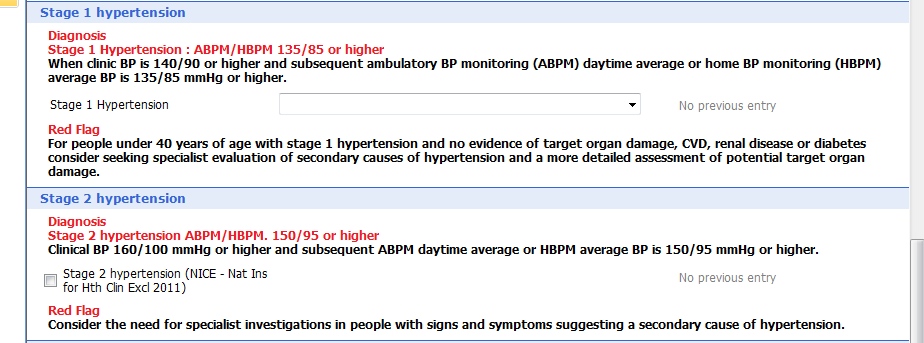 Stage 1 hypertension
Diagnosis
Stage 1 Hypertension : ABPM/HBPM 135/85 or higher
When clinic BP is 140/90 or higher and subsequent ambulatory BP monitoring (ABPM) daytime average or home BP monitoring (HBPM)
average BP is 135/85 mmHg or higher.
Stage 1 Hypertension No previous entry
Red Flag
For people under 40 years of age with stage 1 hypertension and no evidence of target organ damage, CVD, renal disease or diabetes
consider seeking specialist evaluation of secondary causes of hypertension and a more detailed assessment of potential target organ
damage.
Stage 2 hypertension
Diagnosis
Stage 2 hypertension ABPM/HBPM. 150/95 or higher
Clinical BP 160/100 mmHg or higher and subsequent ABPM daytime average or HBPM average BP is 150/95 mmHg or higher.
Stage 2 hypertension (NICE - Nat Ins
for Hth Clin Excl 2011) No previous entry
Red Flag
Consider the need for specialist investigations in people with signs and symptoms suggesting a secondary cause of hypertension.